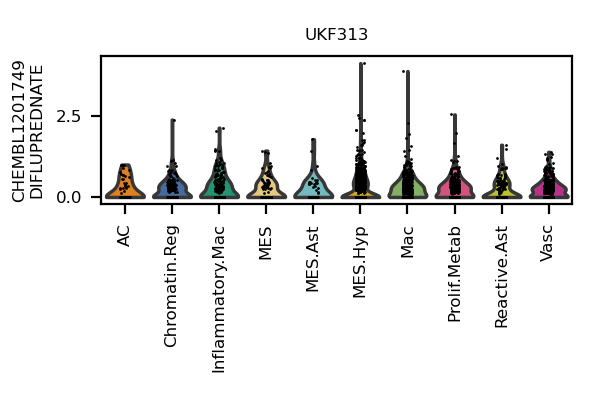 UKF313
CHEMBL1201749
DIFLUPREDNATE
2.5
0.0
AC
Chromatin.Reg
Inflammatory.Mac
MES
MES.Ast
MES.Hyp
Mac
Prolif.Metab
Reactive.Ast
Vasc